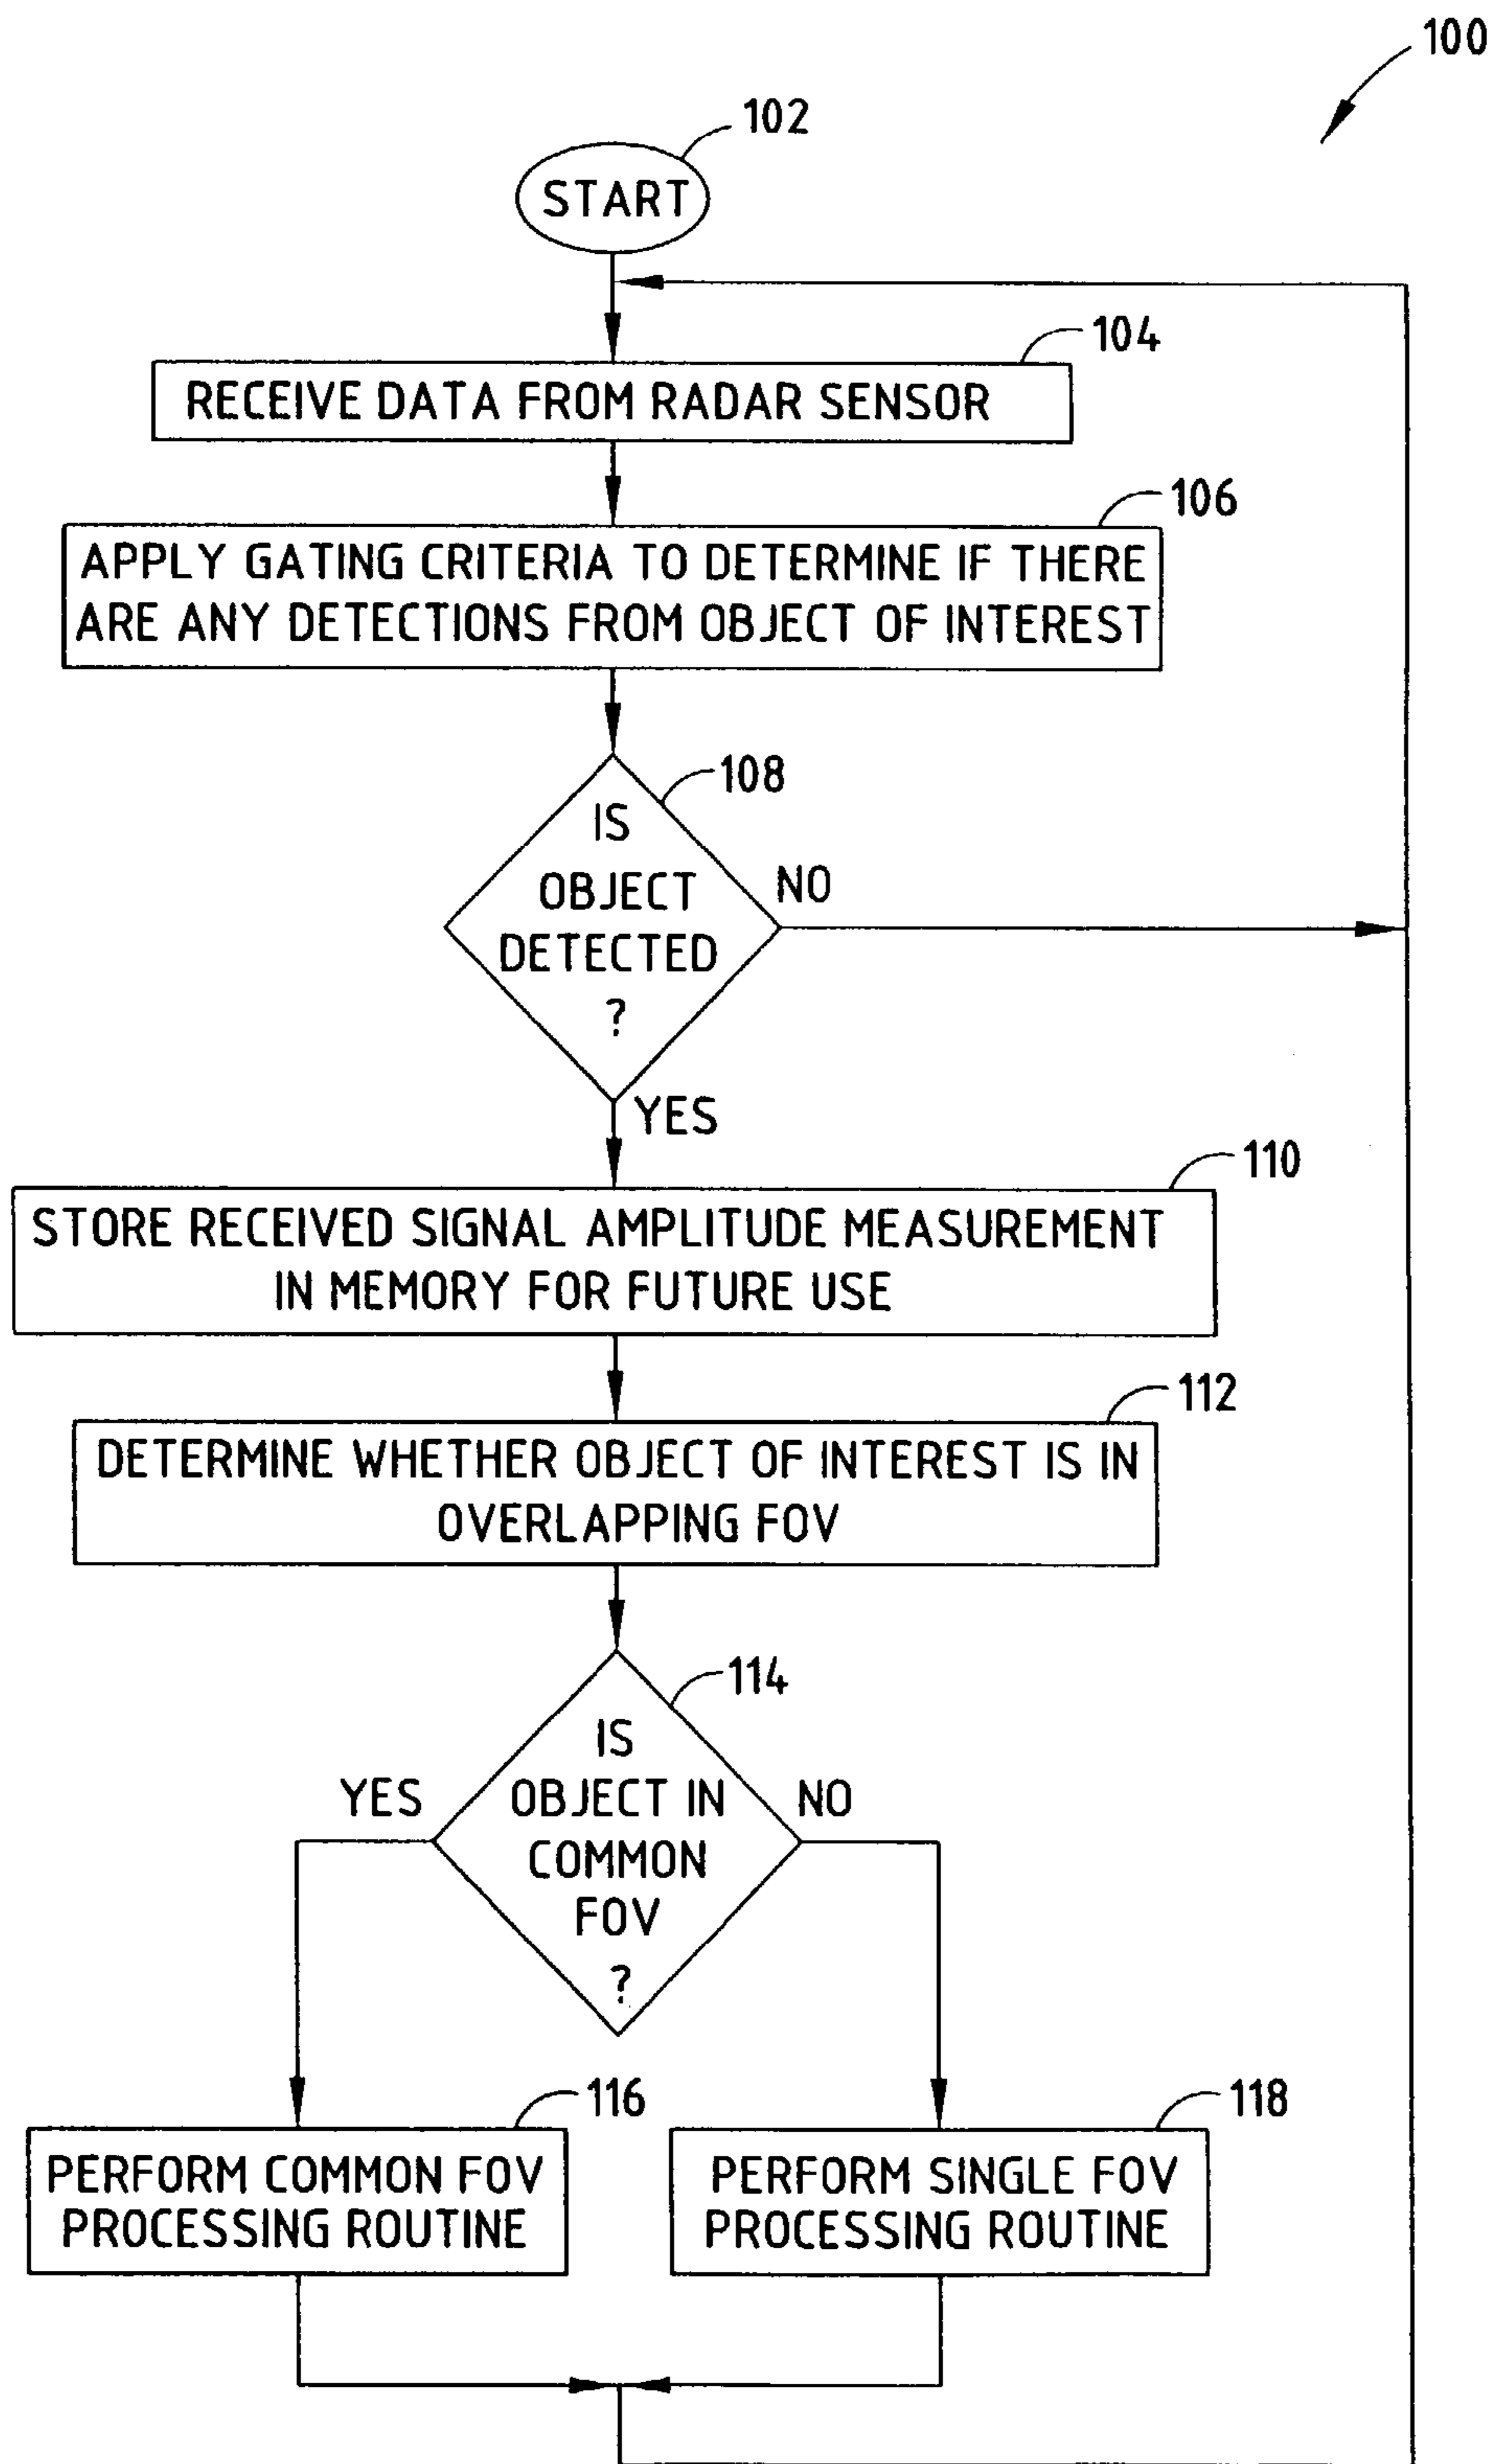 100
102
START
104
RECEIVE DATA FROM RADAR SENSOR
106
APPLY GATING CRITERIA TO DETERMINE IF THERE
ARE ANY DETECTIONS FROM OBJECT OF INTEREST
108
IS
OBJECT
DETECTED
?
NO
YES
110
STORE RECEIVED SIGNAL AMPLITUDE MEASUREMENT
IN MEMORY FOR FUTURE USE
112
DETERMINE WHETHER OBJECT OF INTEREST IS IN
OVERLAPPING FOV
114
IS
OBJECT IN
COMMON
FOV
?
YES
NO
116
PERFORM COMMON FOV
PROCESSING ROUTINE
118
PERFORM SINGLE FOV
PROCESSING ROUTINE